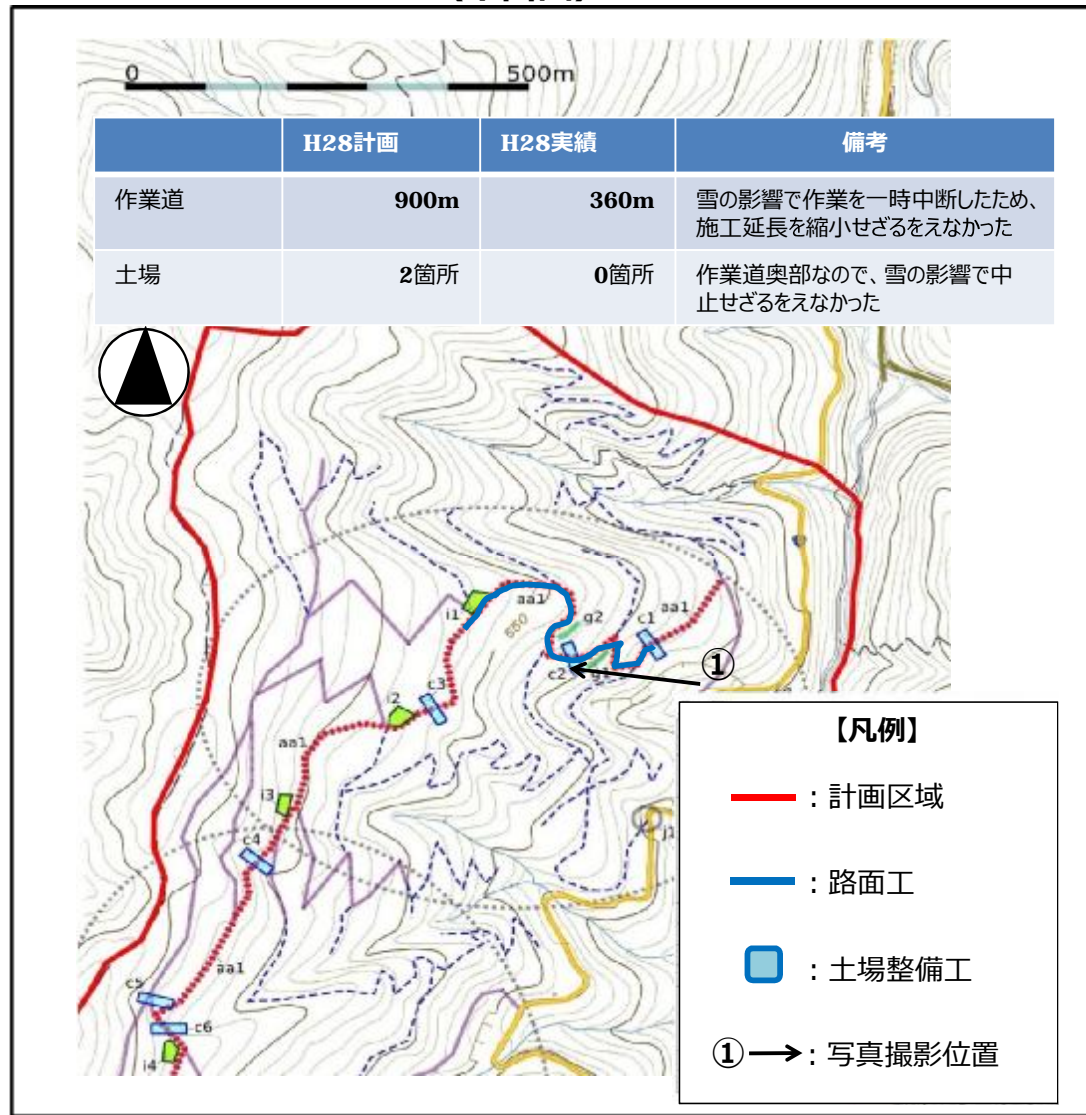 0 500m
H28計画 H28実績 備考
作業道 900m 360m 雪の影響で作業を一時中断したため、
施工延長を縮小せざるをえなかった
土場 2箇所 0箇所 作業道奥部なので、雪の影響で中
止せざるをえなかった
i1
aa1
550
g2
c1
aa1
①
c2
i2
c3
aa1
i3
c4
aa1
c5
c6
i4
【凡例】
：計画区域
：路面工
：土場整備工
①：写真撮影位置